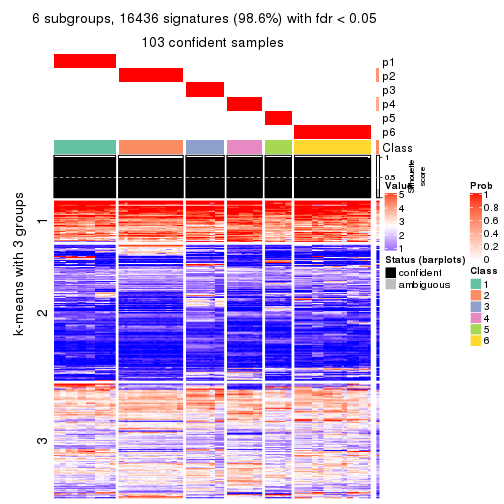 6 subgroups, 16436 signatures (98.6%) with fdr < 0.05
103 confident samples
p1
p2
p3
p4
p5
p6
Class
1
0.5
Silhouette
score
k-means with 3 groups
1
2
3
Value
5
4
3
2
1
Status (barplots)
confident
ambiguous
Prob
1
0.8
0.6
0.4
0.2
0
Class
1
2
3
4
5
6